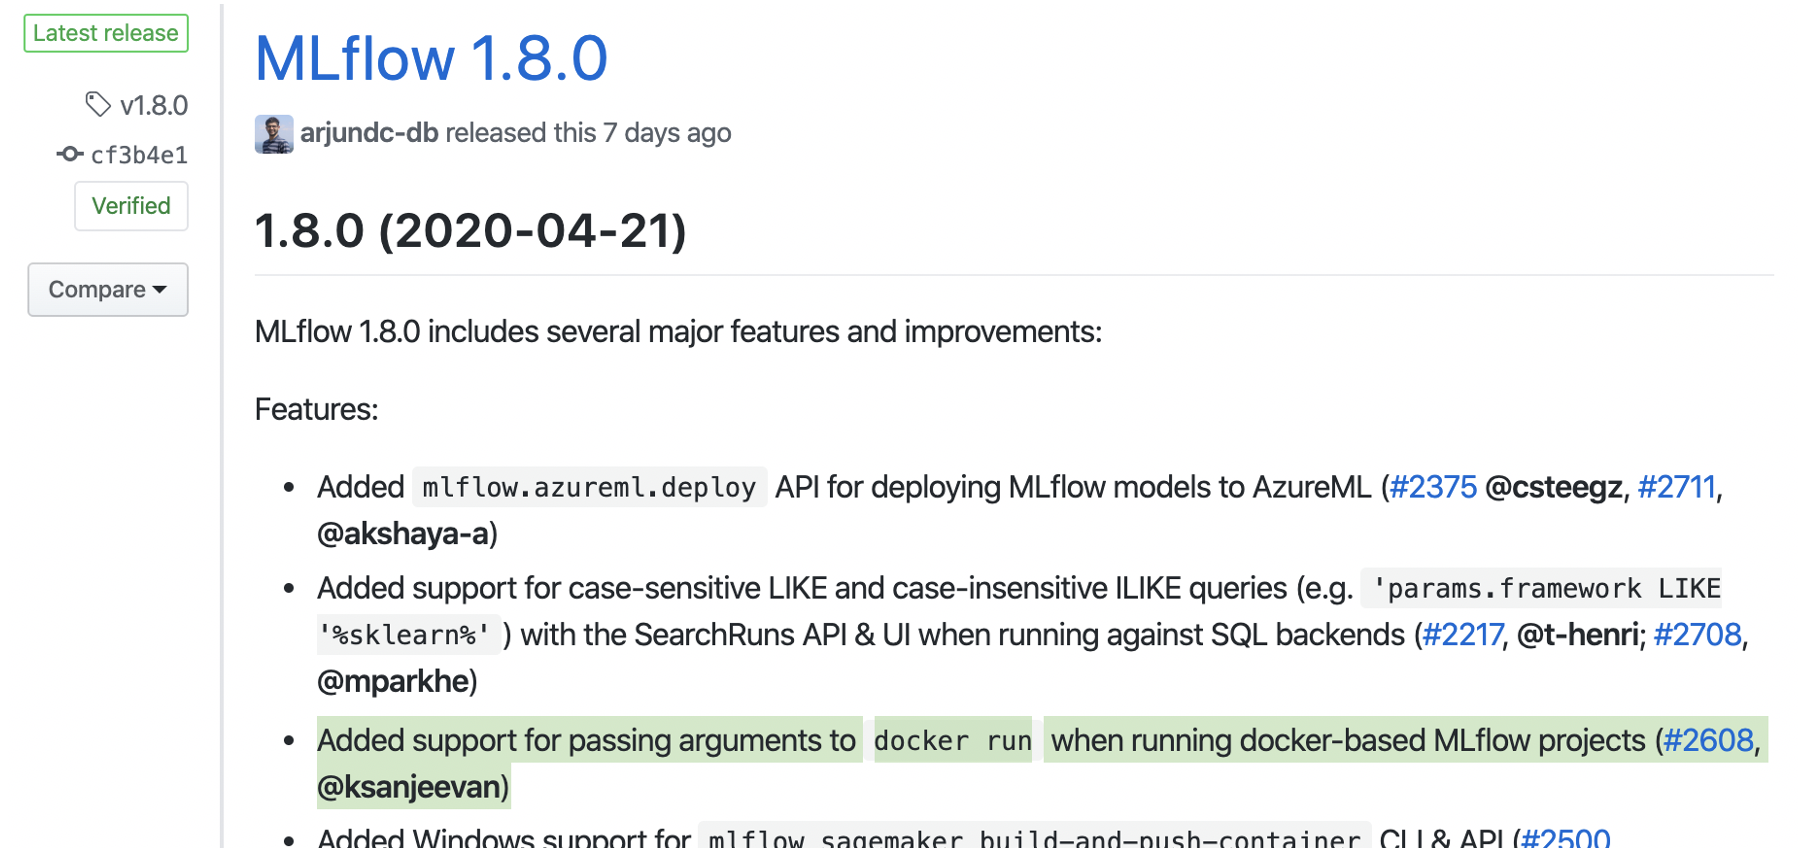 Latest release
v1.8.0
cf3b4e1
Verified
Compare
MLflow 1.8.0
arjundc-db released this 7 days ago
1.8.0 (2020-04-21)
MLflow 1.8.0 includes several major features and improvements:
Features:
• Added mlflow.azureml.deploy API for deploying MLflow models to AzureML (#2375 @csteegz, #2711,
@akshaya-a)
• Added support for case-sensitive LIKE and case-insensitive ILIKE queries (e.g. 'params.framework LIKE
'%sklearn%' ) with the SearchRuns API & UI when running against SQL backends (#2217, @t-henri; #2708,
@mparkhe)
• Added support for passing arguments to docker run when running docker-based MLflow projects (#2608,
@ksanjeevan)
• Added Windows support for mlflow sagemaker build-and-push-container CLI & API (#2500